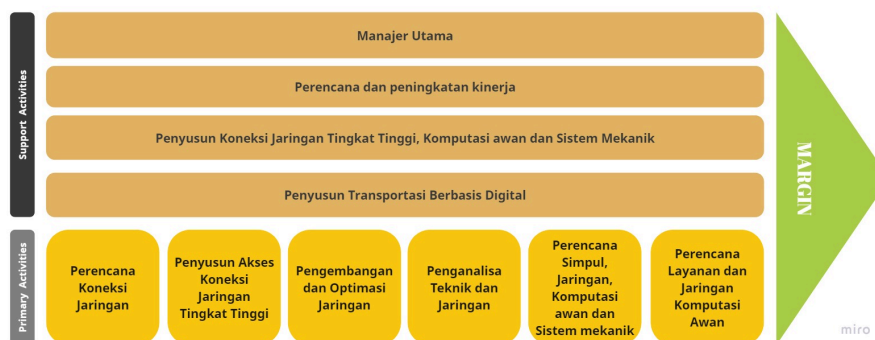 Support Activities
Manajer Utama
Perencana dan peningkatan kinerja
Penyusun Koneksi Jaringan Tingkat Tinggi, Komputasi awan dan Sistem Mekanik
Penyusun Transportasi Berbasis Digital
Primary Activities
Perencana
Koneksi
Jaringan
Penyusun Akses
Koneksi
Jaringan
Tingkat Tinggi
Pengembangan
dan Optimasi
Jaringan
Penganalisa
Teknik dan
Jaringan
Perencana
Simpul,
Jaringan,
Komputasi
awan dan
Sistem mekanik
Perencana
Layanan dan
Jaringan
Komputasi
Awan
MARGIN
miro